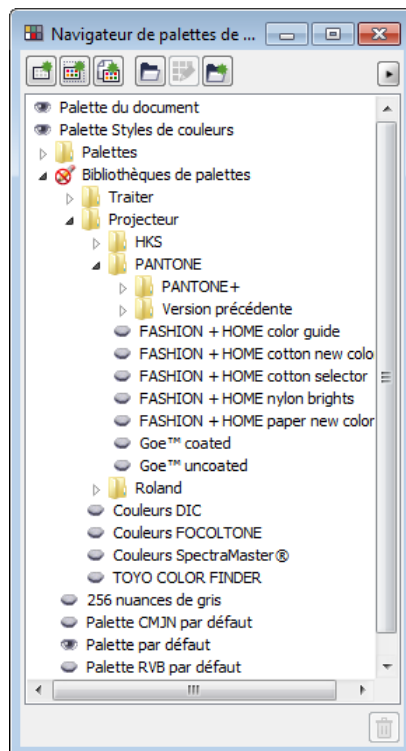 Navigateur de palettes de ...
Palette du document
Palette Styles de couleurs
Palettes
Bibliothèques de palettes
Traiter
Projecteur
HKS
PANTONE
PANTONE+
Version précédente
FASHION + HOME color guide
FASHION + HOME cotton new colo
FASHION + HOME cotton selector
FASHION + HOME nylon brights
FASHION + HOME paper new color
Goe™ coated
Goe™ uncoated
Roland
Couleurs DIC
Couleurs FOCOLTONE
Couleurs SpectraMaster®
TOYO COLOR FINDER
256 nuances de gris
Palette CMJN par défaut
Palette par défaut
Palette RVB par défaut